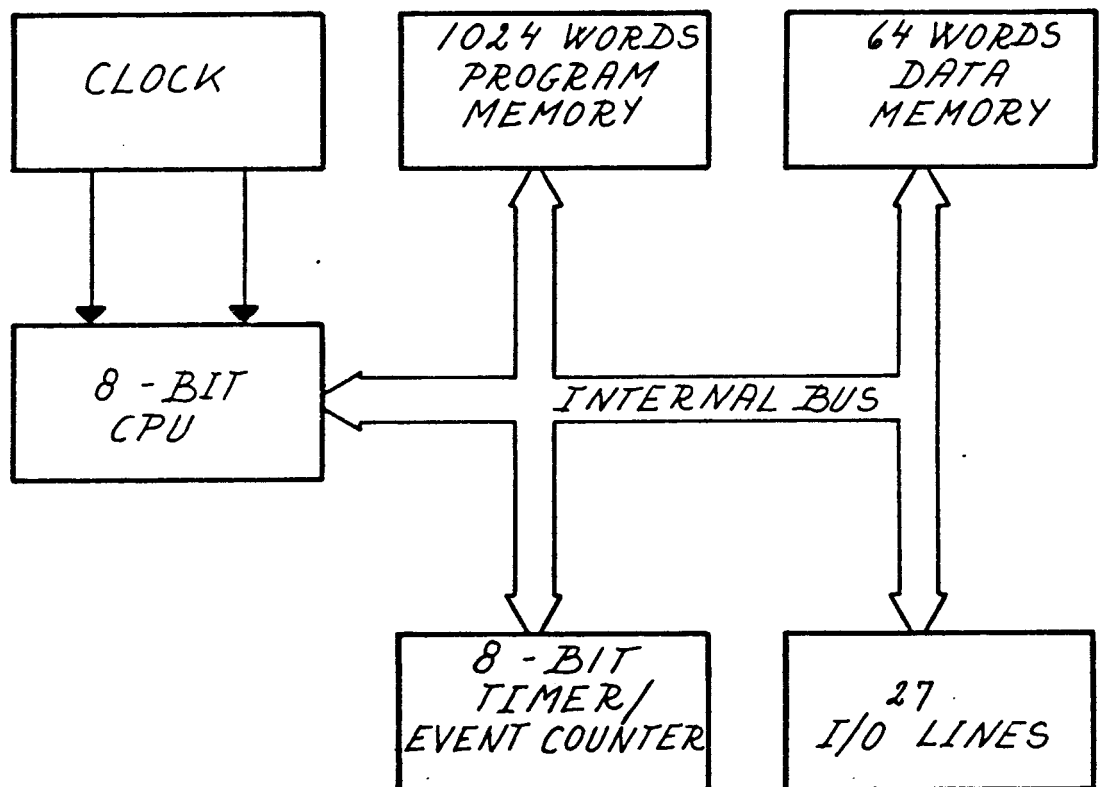 CLOCK
1024 WORDS
PROGRAM
MEMORY
64 WORDS
DATA
MEMORY
8 - BIT
CPU
INTERNAL BUS
8 - BIT
TIMER/
EVENT COUNTER
27
I/O LINES